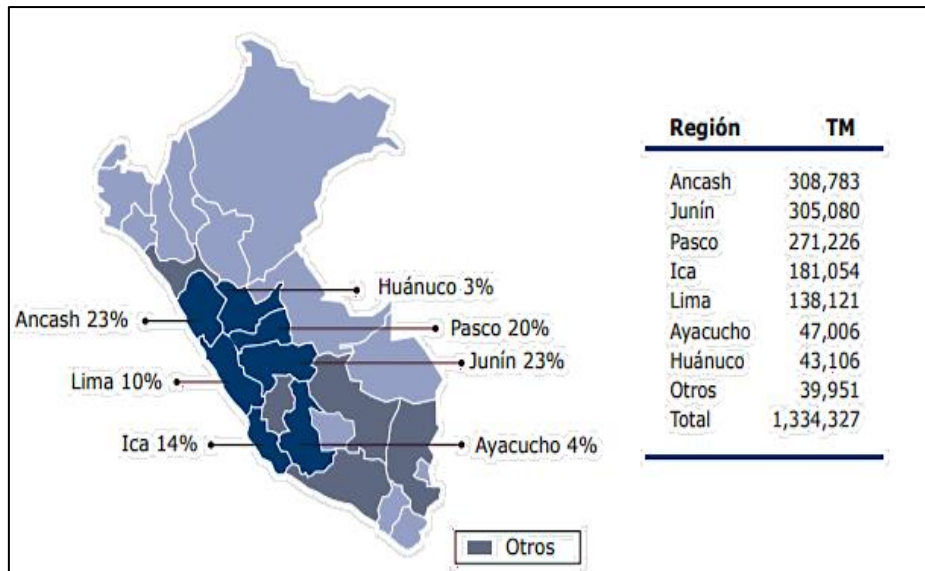 Huánuco 3%
Ancash 23%
Pasco 20%
Junín 23%
Lima 10%
Ica 14%
Ayacucho 4%
Otros
Región TM
Ancash 308,783
Junín 305,080
Pasco 271,226
Ica 181,054
Lima 138,121
Ayacucho 47,006
Huánuco 43,106
Otros 39,951
Total 1,334,327